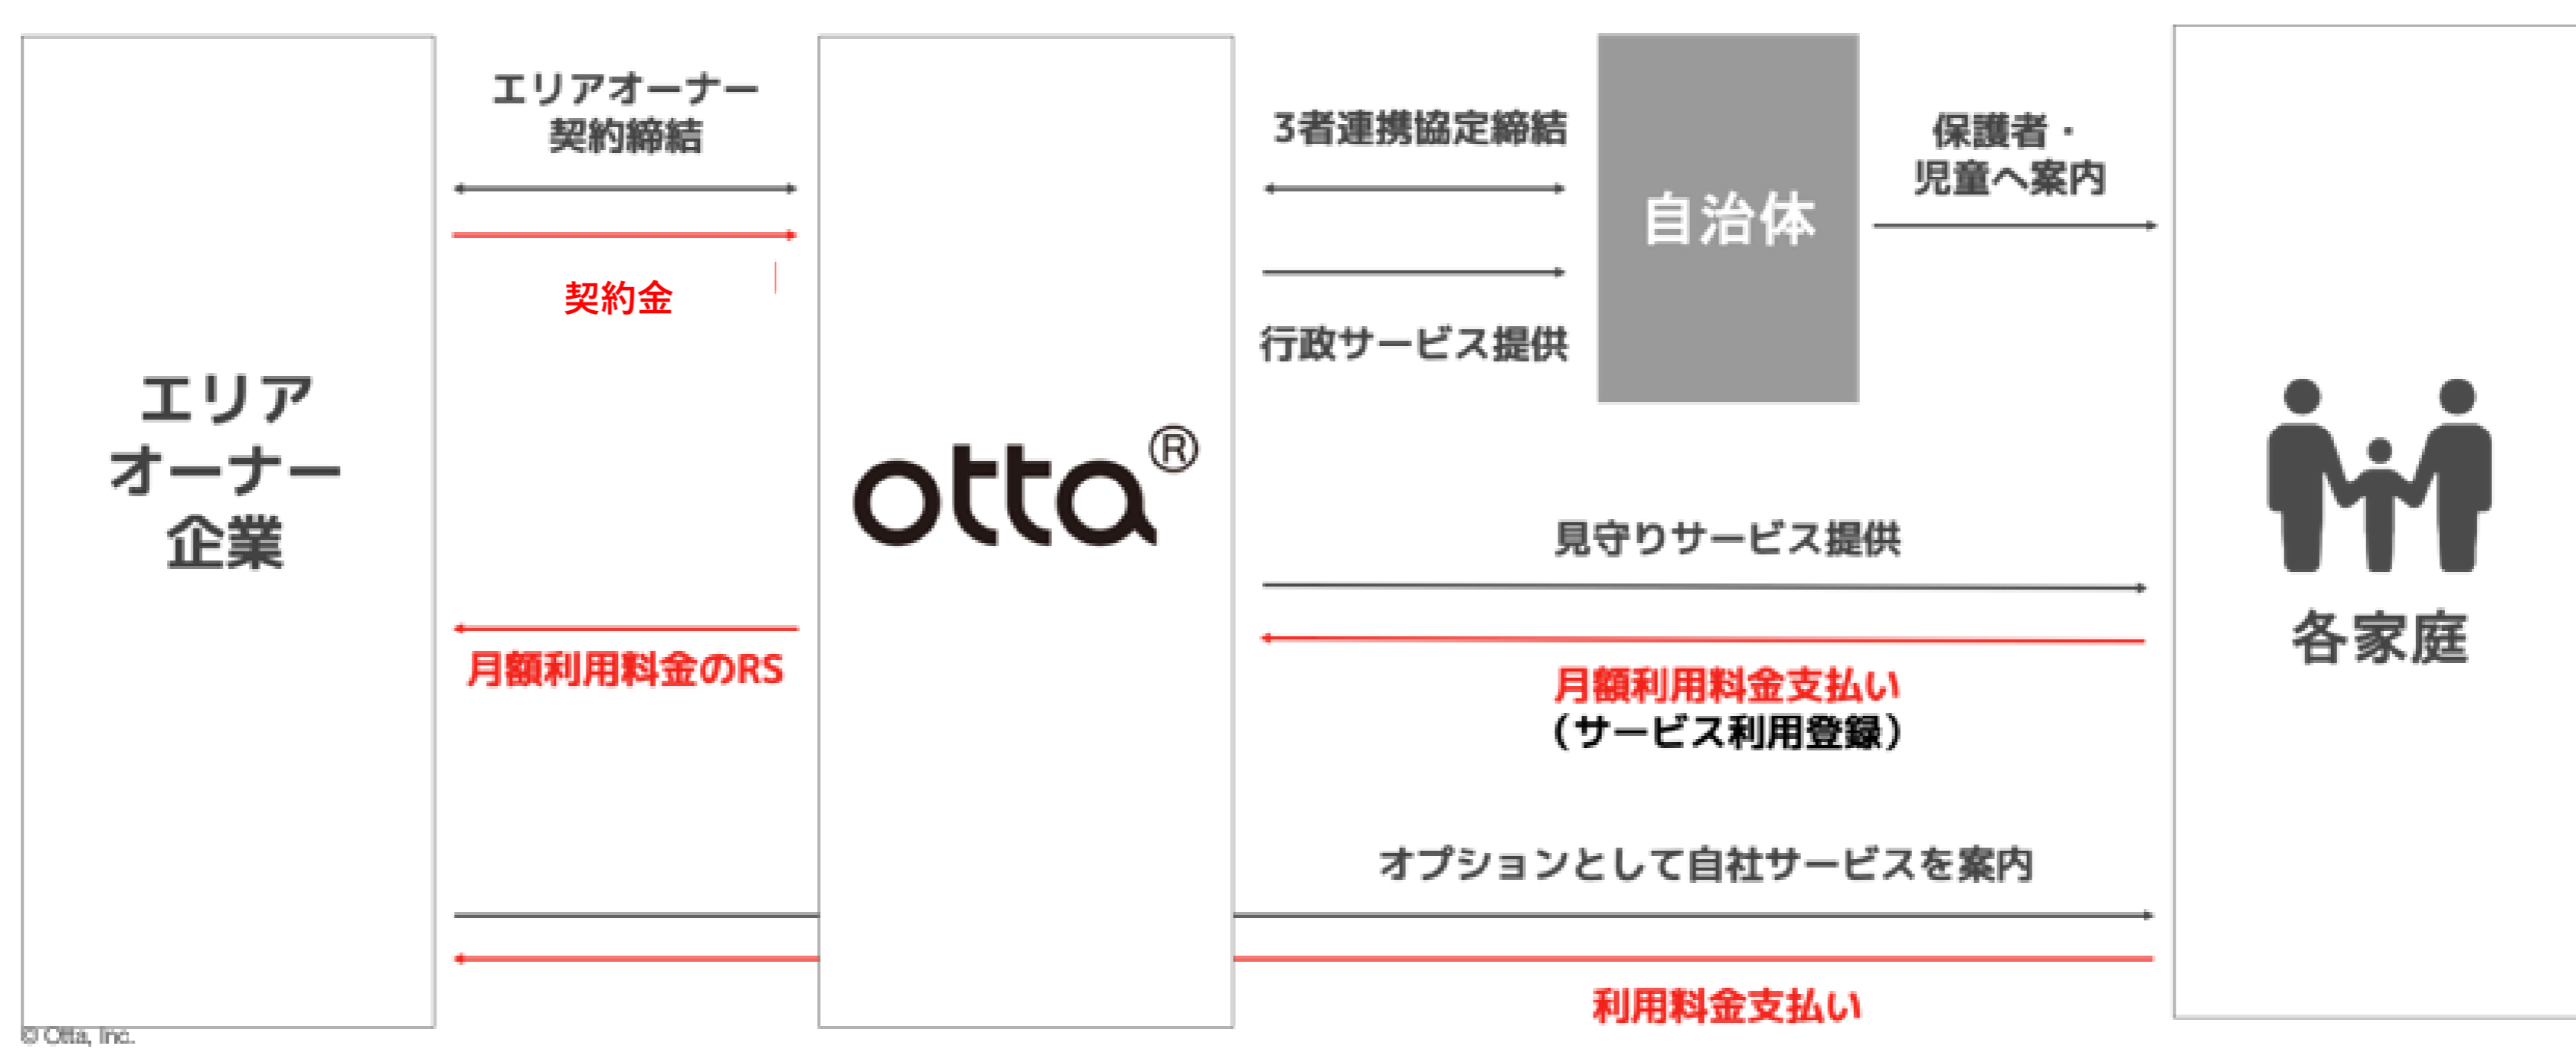 エリア
オーナー
企業
エリアオーナー
契約締結
契約金
月額利用料金のRS
otta®
3者連携協定締結
行政サービス提供
自治体
保護者・
児童へ案内
見守りサービス提供
月額利用料金支払い
（サービス利用登録）
オプションとして自社サービスを案内
利用料金支払い
各家庭
© Otta, Inc.